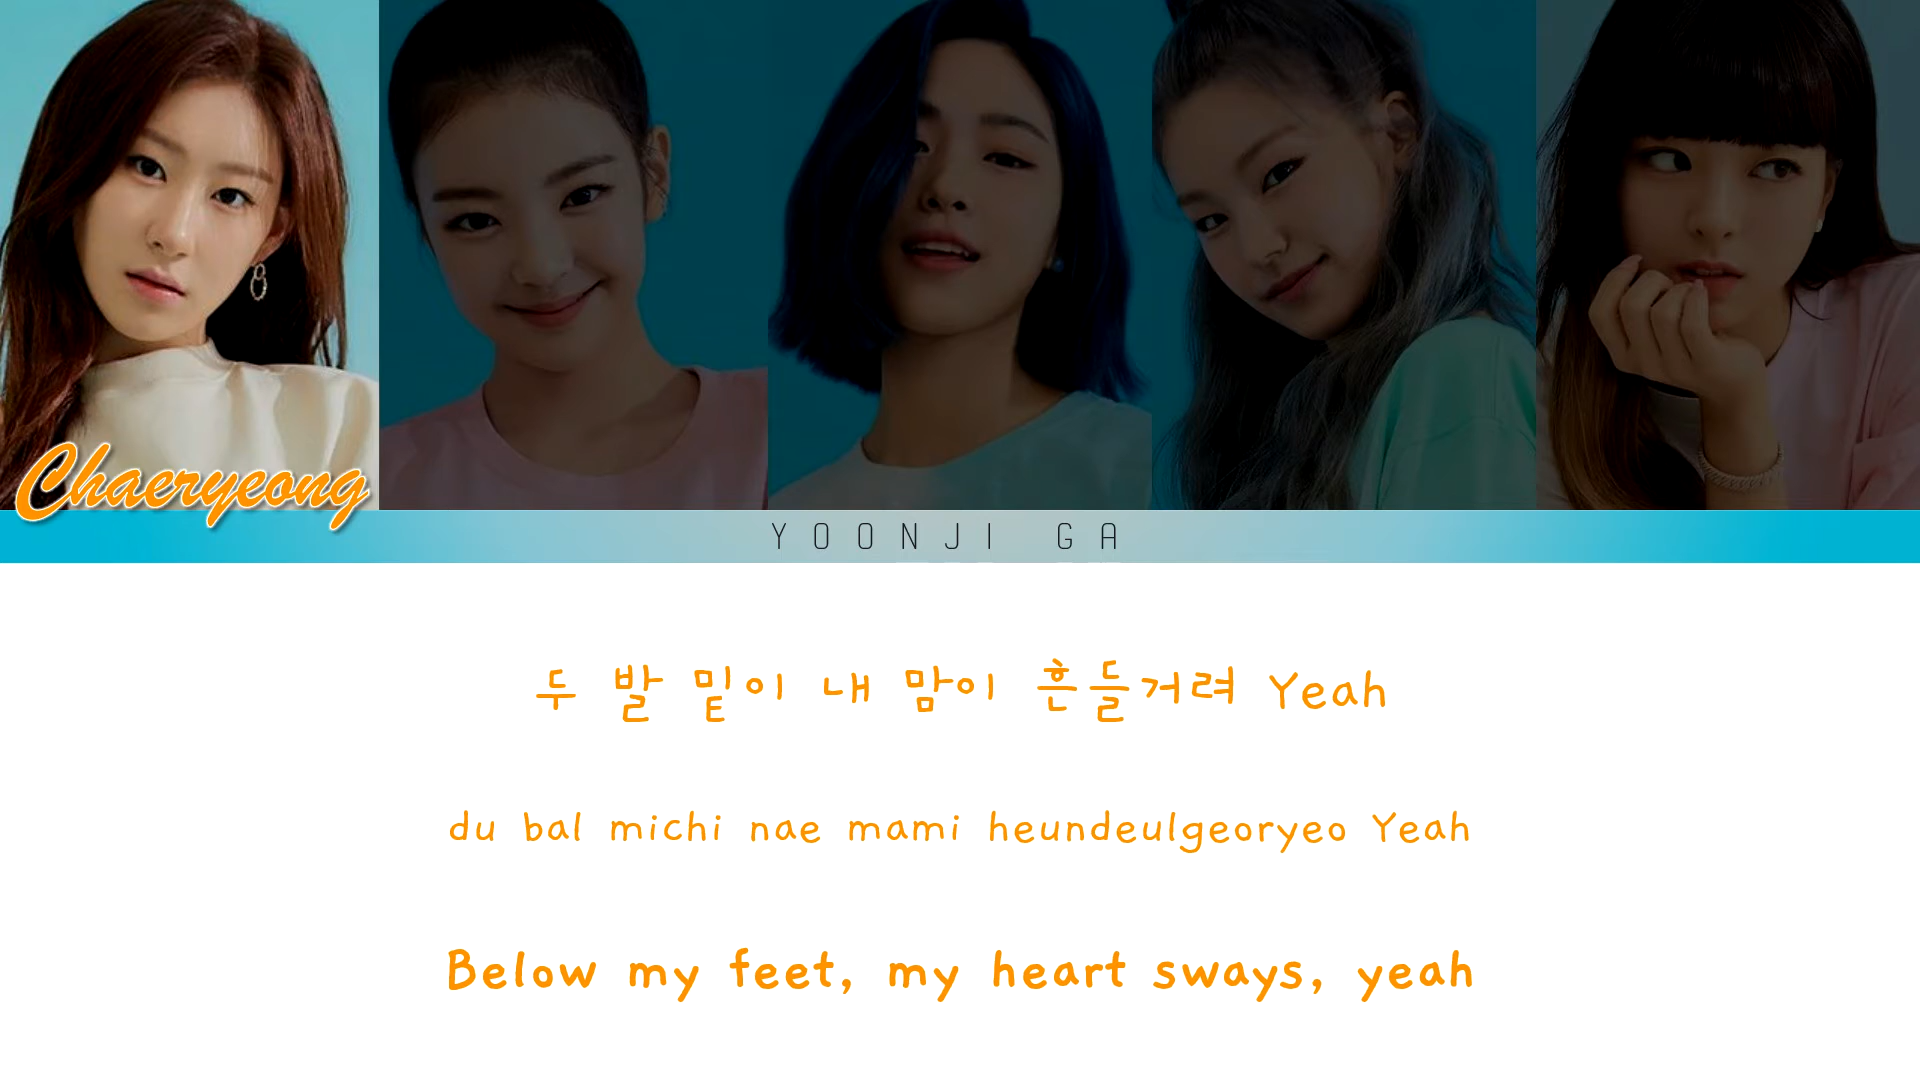 Chaeryeong
YOONJI GA
두 발 밑이 내 맘이 흔들거려 Yeah
du bal michi nae mami heundeulgeoryeo Yeah
Below my feet, my heart sways, yeah